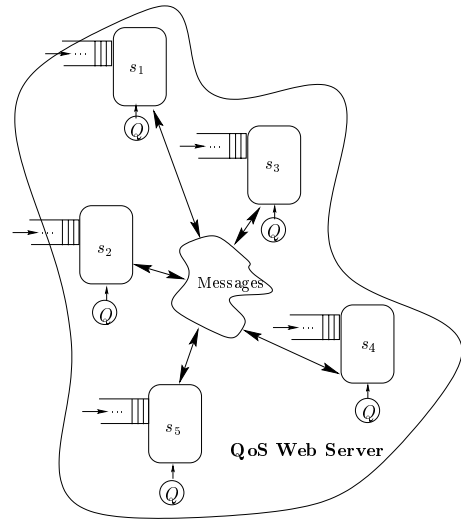 ... s1
Q
... s3
Q
... s2
Q
Messages
... s4
Q
... s5
QoS Web Server
Q